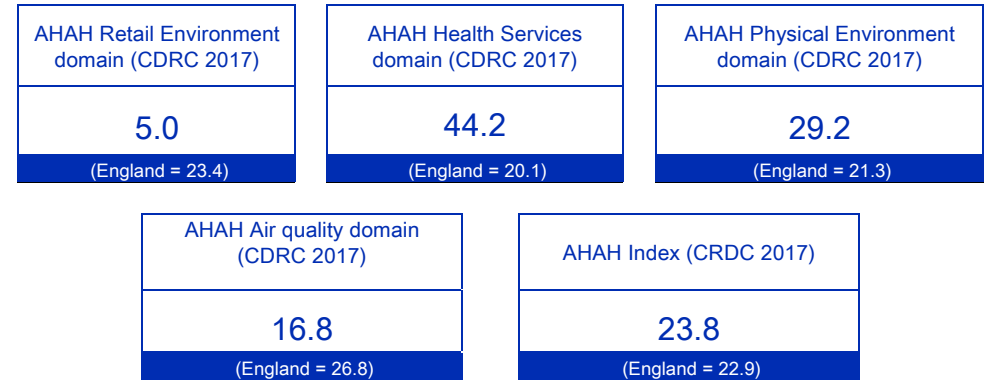 AHAH Retail Environment
domain (CDRC 2017)
5.0
(England = 23.4)
AHAH Health Services
domain (CDRC 2017)
44.2
(England = 20.1)
AHAH Physical Environment
domain (CDRC 2017)
29.2
(England = 21.3)
AHAH Air quality domain
(CDRC 2017)
16.8
(England = 26.8)
AHAH Index (CRDC 2017)
23.8
(England = 22.9)